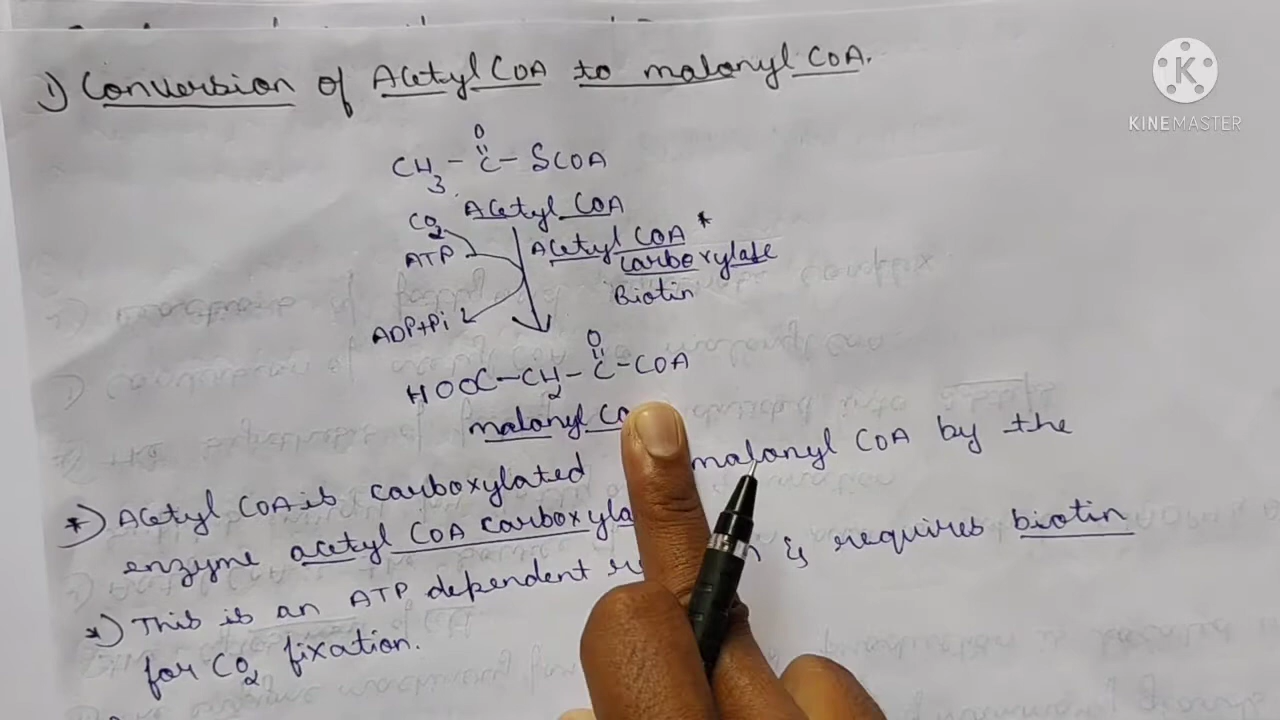 1) Conversion of Acetyl CoA to malonyl CoA.
O
CH3 - C - SCOA
Acetyl COA
CO2
ATP
Acetyl COA *
carboxylase
Biotin
ADP+Pi
O
HOOC - CH2 - C - COA
malonyl
*) Acetyl COA is carboxylated malonyl COA by the
enzyme acetyl COA
*) This is an ATP dependent & requires biotin
for CO2 fixation.
K
KINEMASTER